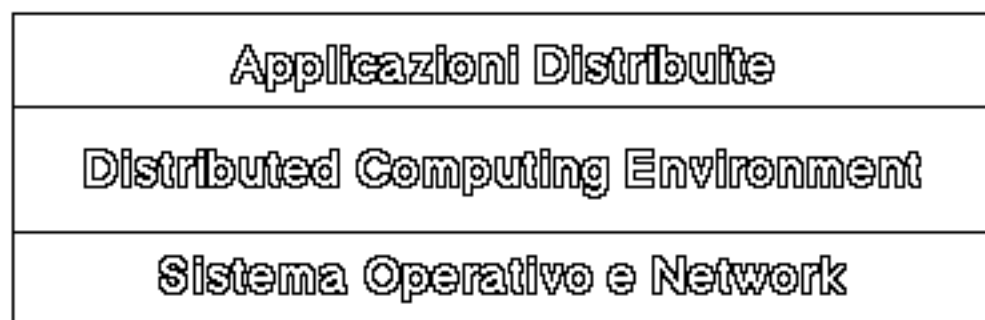 Applicazioni Distribuite
Distributed Computing Environment
Sistema Operativo e Network